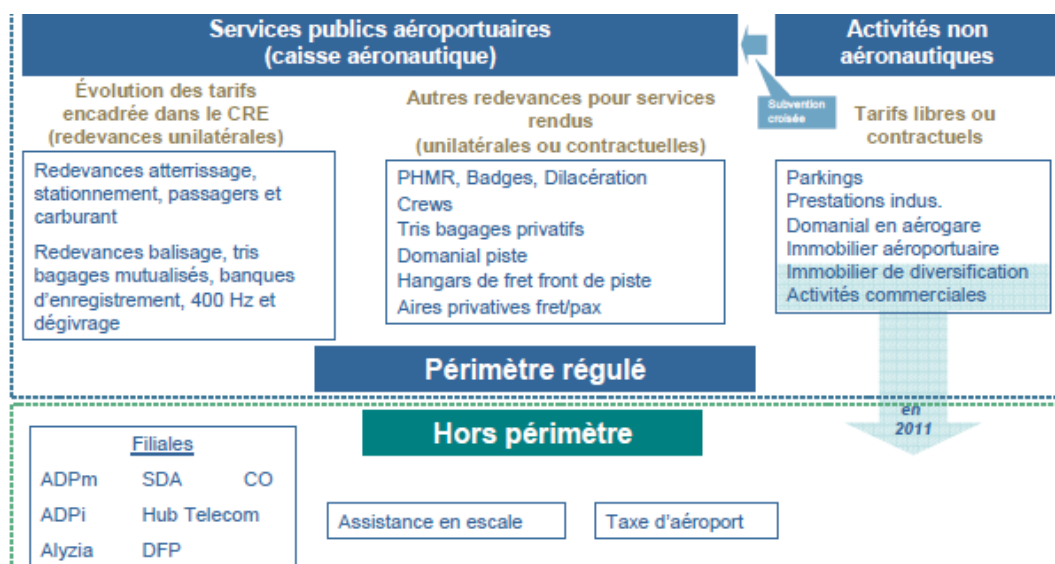 Services publics aéroportuaires
(caisse aéronautique)
Activités non
aéronautiques
Subvention
croisée
Évolution des tarifs
encadrée dans le CRE
(redevances unilatérales)
Autres redevances pour services
rendus
(unilatérales ou contractuelles)
Tarifs libres ou
contractuels
Redevances atterrissage,
stationnement, passagers et
carburant
Redevances balisage, tris
bagages mutualisés, banques
d'enregistrement, 400 Hz et
dégivrage
PHMR, Badges, Dilacération
Crews
Tris bagages privatifs
Domanial piste
Hangars de fret front de piste
Aires privatives fret/pax
Parkings
Prestations indus.
Domanial en aérogare
Immobilier aéroportuaire
Immobilier de diversification
Activités commerciales
Périmètre régulé
en
2011
Hors périmètre
Filiales
ADPm SDA CO
ADPi Hub Telecom
Alyzia DFP
Assistance en escale
Taxe d'aéroport